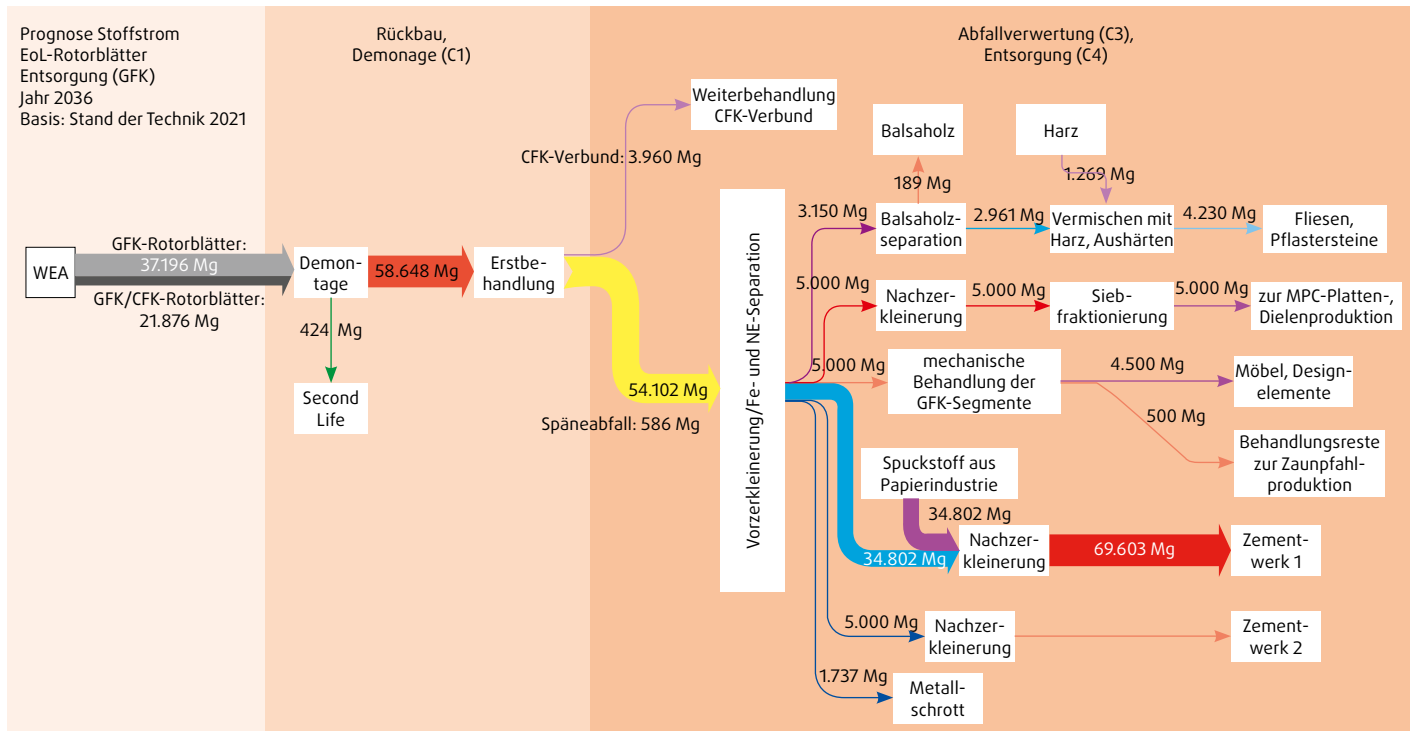 Prognose Stoffstrom
EoL-Rotorblätter
Entsorgung (GFK)
Jahr 2036
Basis: Stand der Technik 2021
Rückbau,
Demonage (C1)
Abfallverwertung (C3),
Entsorgung (C4)
WEA
GFK-Rotorblätter:
37.196 Mg
GFK/CFK-Rotorblätter:
21.876 Mg
Demon-
tage
424 Mg
Second
Life
58.648 Mg
Erstbe-
handlung
CFK-Verbund: 3.960 Mg
Weiterbehandlung
CFK-Verbund
54.102 Mg
Späneabfall: 586 Mg
Vorzerkleinerung/Fe- und NE-Separation
3.150 Mg
Balsaholz-
separation
189 Mg
Balsaholz
2.961 Mg
Harz
1.269 Mg
Vermischen mit
Harz, Aushärten
4.230 Mg
Fliesen,
Pflastersteine
5.000 Mg
Nachzer-
kleinerung
5.000 Mg
Sieb-
fraktionierung
5.000 Mg
zur MPC-Platten-,
Dielenproduktion
5.000 Mg
mechanische
Behandlung der
GFK-Segmente
4.500 Mg
Möbel, Design-
elemente
500 Mg
Behandlungsreste
zur Zaunpfahl-
produktion
Spuckstoff aus
Papierindustrie
34.802 Mg
34.802 Mg
Nachzer-
kleinerung
69.603 Mg
Zement-
werk 1
5.000 Mg
Nachzer-
kleinerung
Zement-
werk 2
1.737 Mg
Metall-
schrott